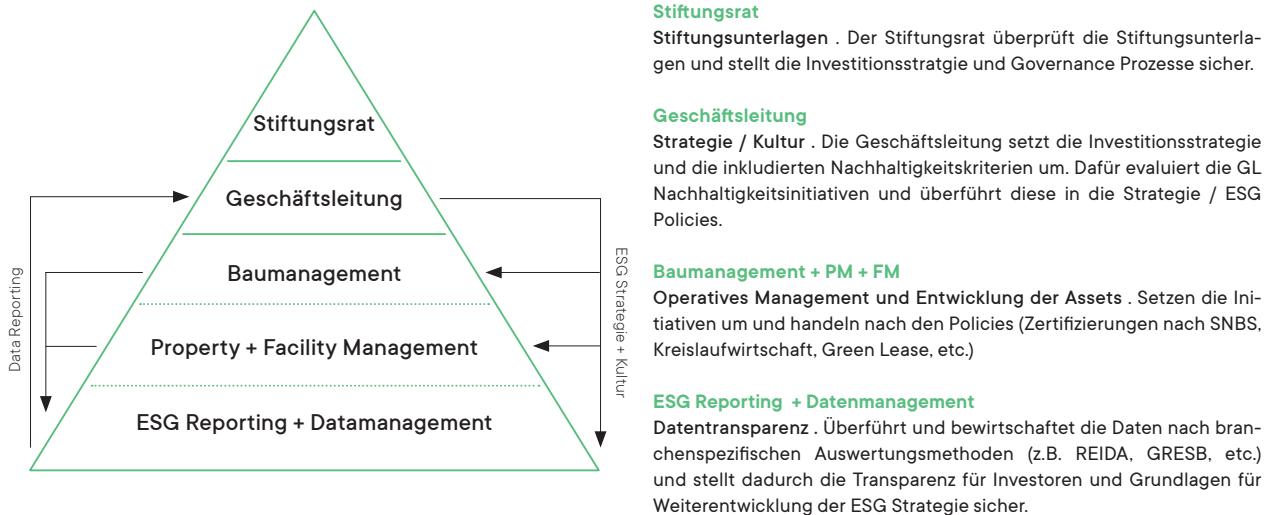 Stiftungsrat
Geschäftsleitung
Baumanagement
Property + Facility Management
ESG Reporting + Datamanagement
Data Reporting
ESG Strategie + Kultur
Stiftungsrat
Stiftungsunterlagen . Der Stiftungsrat überprüft die Stiftungsunterla-
gen und stellt die Investitionsstratgie und Governance Prozesse sicher.
Geschäftsleitung
Strategie / Kultur . Die Geschäftsleitung setzt die Investitionsstrategie
und die inkludierten Nachhaltigkeitskriterien um. Dafür evaluiert die GL
Nachhaltigkeitsinitiativen und überführt diese in die Strategie / ESG
Policies.
Baumanagement + PM + FM
Operatives Management und Entwicklung der Assets . Setzen die Ini-
tiativen um und handeln nach den Policies (Zertifizierungen nach SNBS,
Kreislaufwirtschaft, Green Lease, etc.)
ESG Reporting + Datenmanagement
Datentransparenz . Überführt und bewirtschaftet die Daten nach bran-
chenspezifischen Auswertungsmethoden (z.B. REIDA, GRESB, etc.)
und stellt dadurch die Transparenz für Investoren und Grundlagen für
Weiterentwicklung der ESG Strategie sicher.